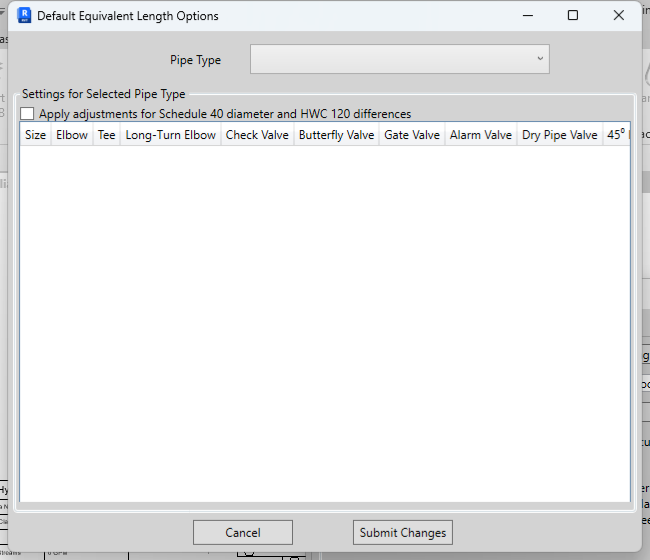 Default Equivalent Length Options
Pipe Type
Settings for Selected Pipe Type
Apply adjustments for Schedule 40 diameter and HWC 120 differences
Size Elbow Tee Long-Turn Elbow Check Valve Butterfly Valve Gate Valve Alarm Valve Dry Pipe Valve 45°
Cancel Submit Changes